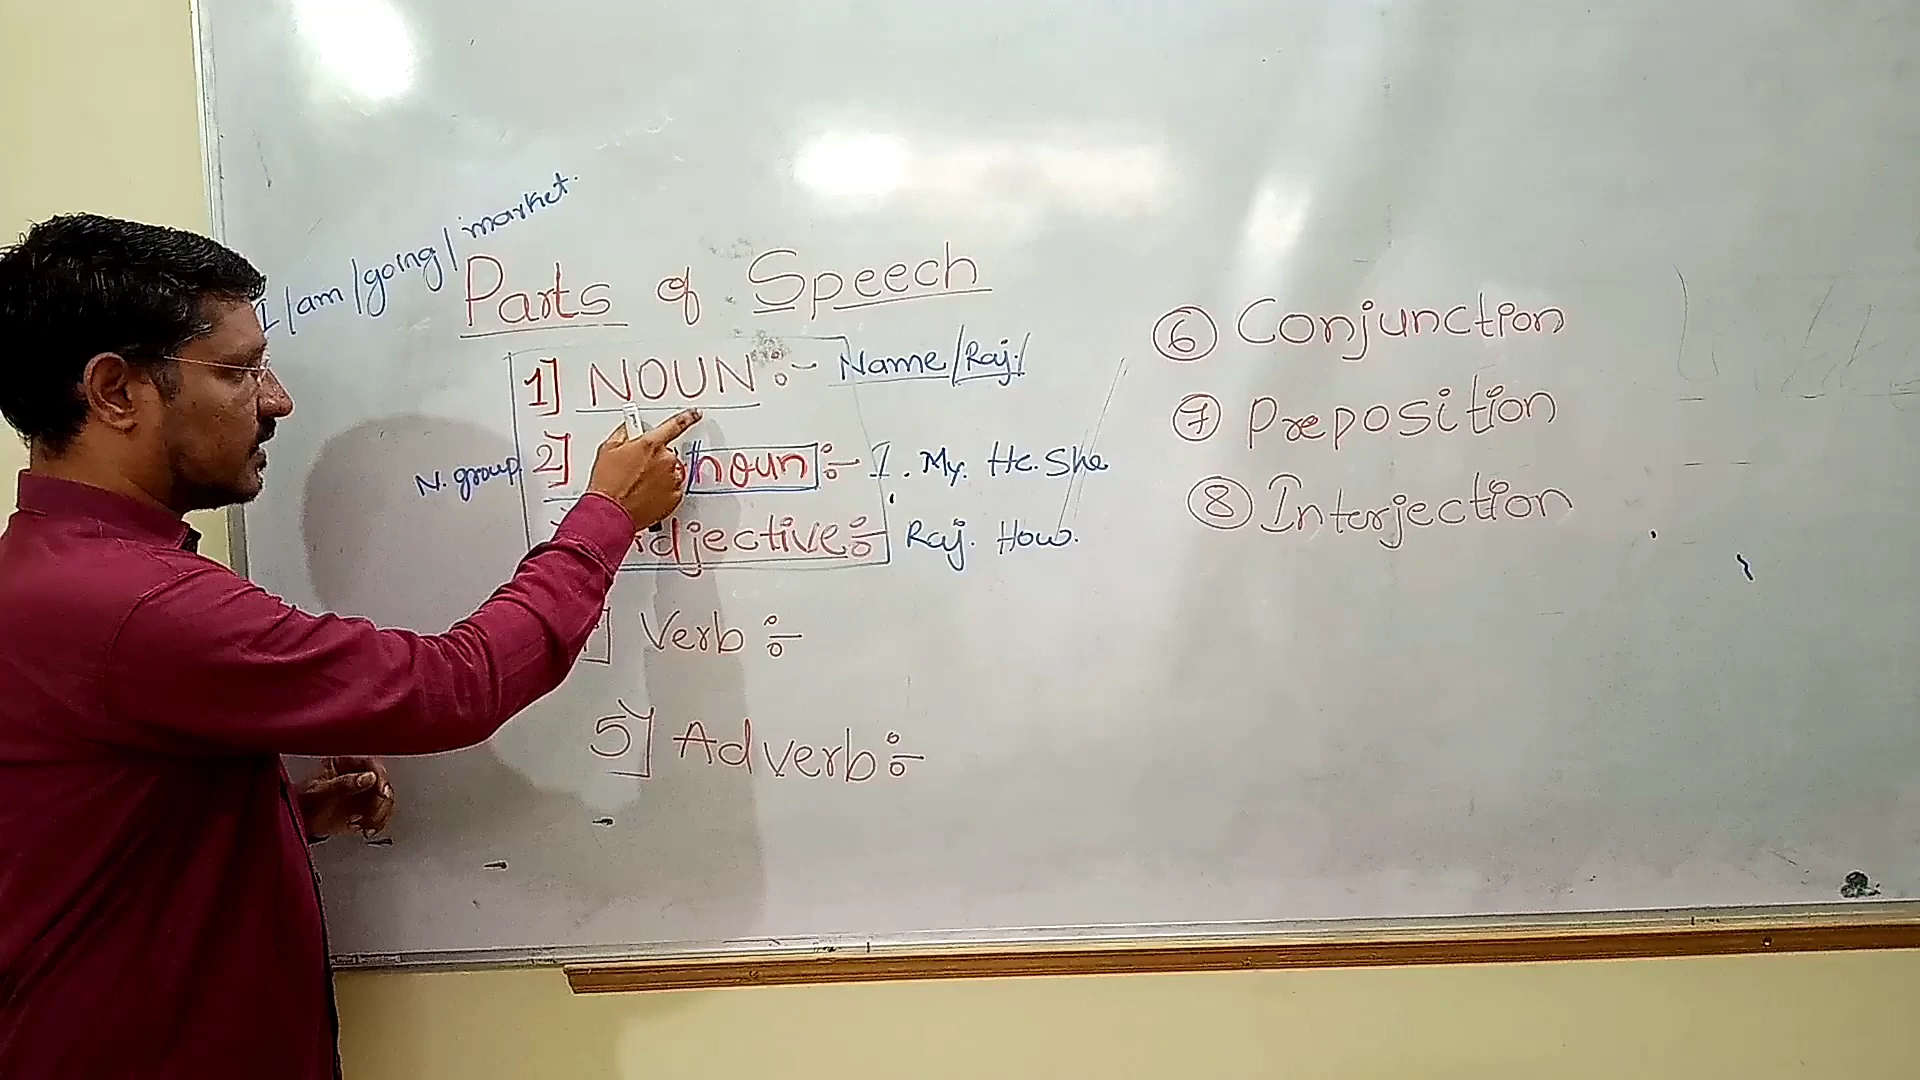 I/am/going/market.
Parts of Speech
1] NOUN :- Name/Raj/
N. group 2] noun :- I. My. He. She
djective :- Raj. How.
] Verb :-
5] Adverb :-
6 Conjunction
7 Preposition
8 Interjection